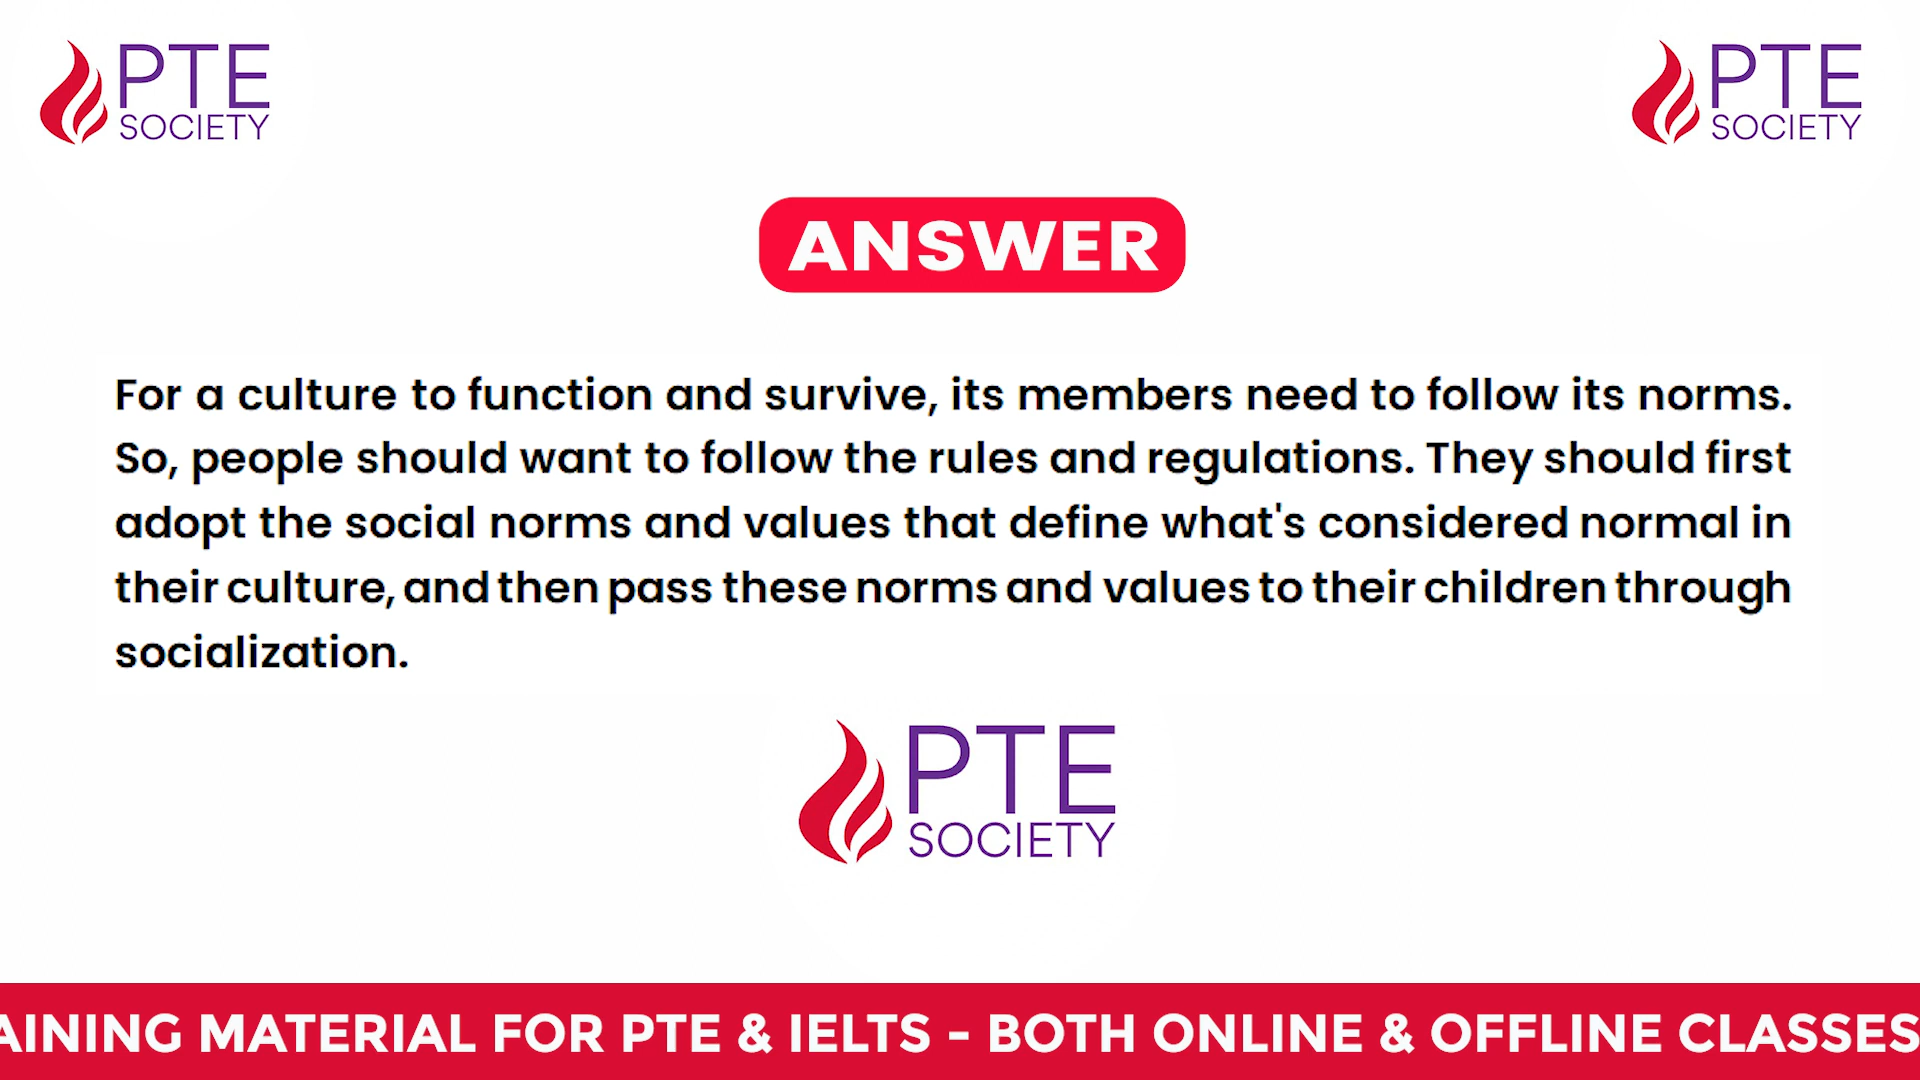 PTE
SOCIETY
PTE
SOCIETY
ANSWER
For a culture to function and survive, its members need to follow its norms.
So, people should want to follow the rules and regulations. They should first
adopt the social norms and values that define what's considered normal in
their culture, and then pass these norms and values to their children through
socialization.
PTE
SOCIETY
AINING MATERIAL FOR PTE & IELTS - BOTH ONLINE & OFFLINE CLASSES